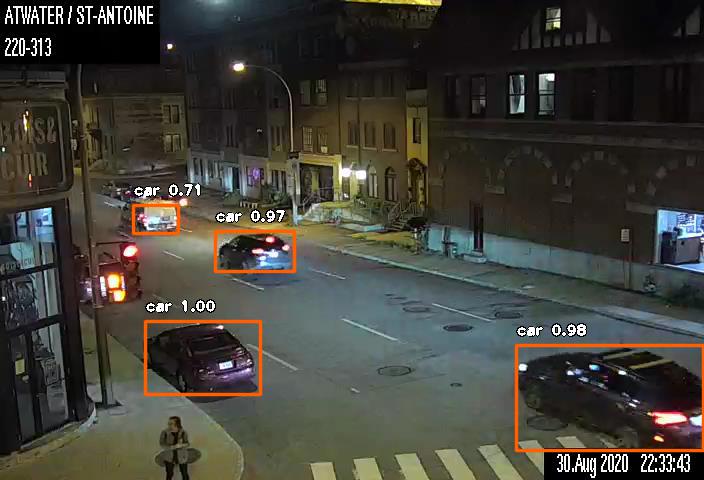 ATWATER / ST-ANTOINE
220-313
car 0.71
car 0.97
car 1.00
car 0.98
30.Aug 2020 22:33:43